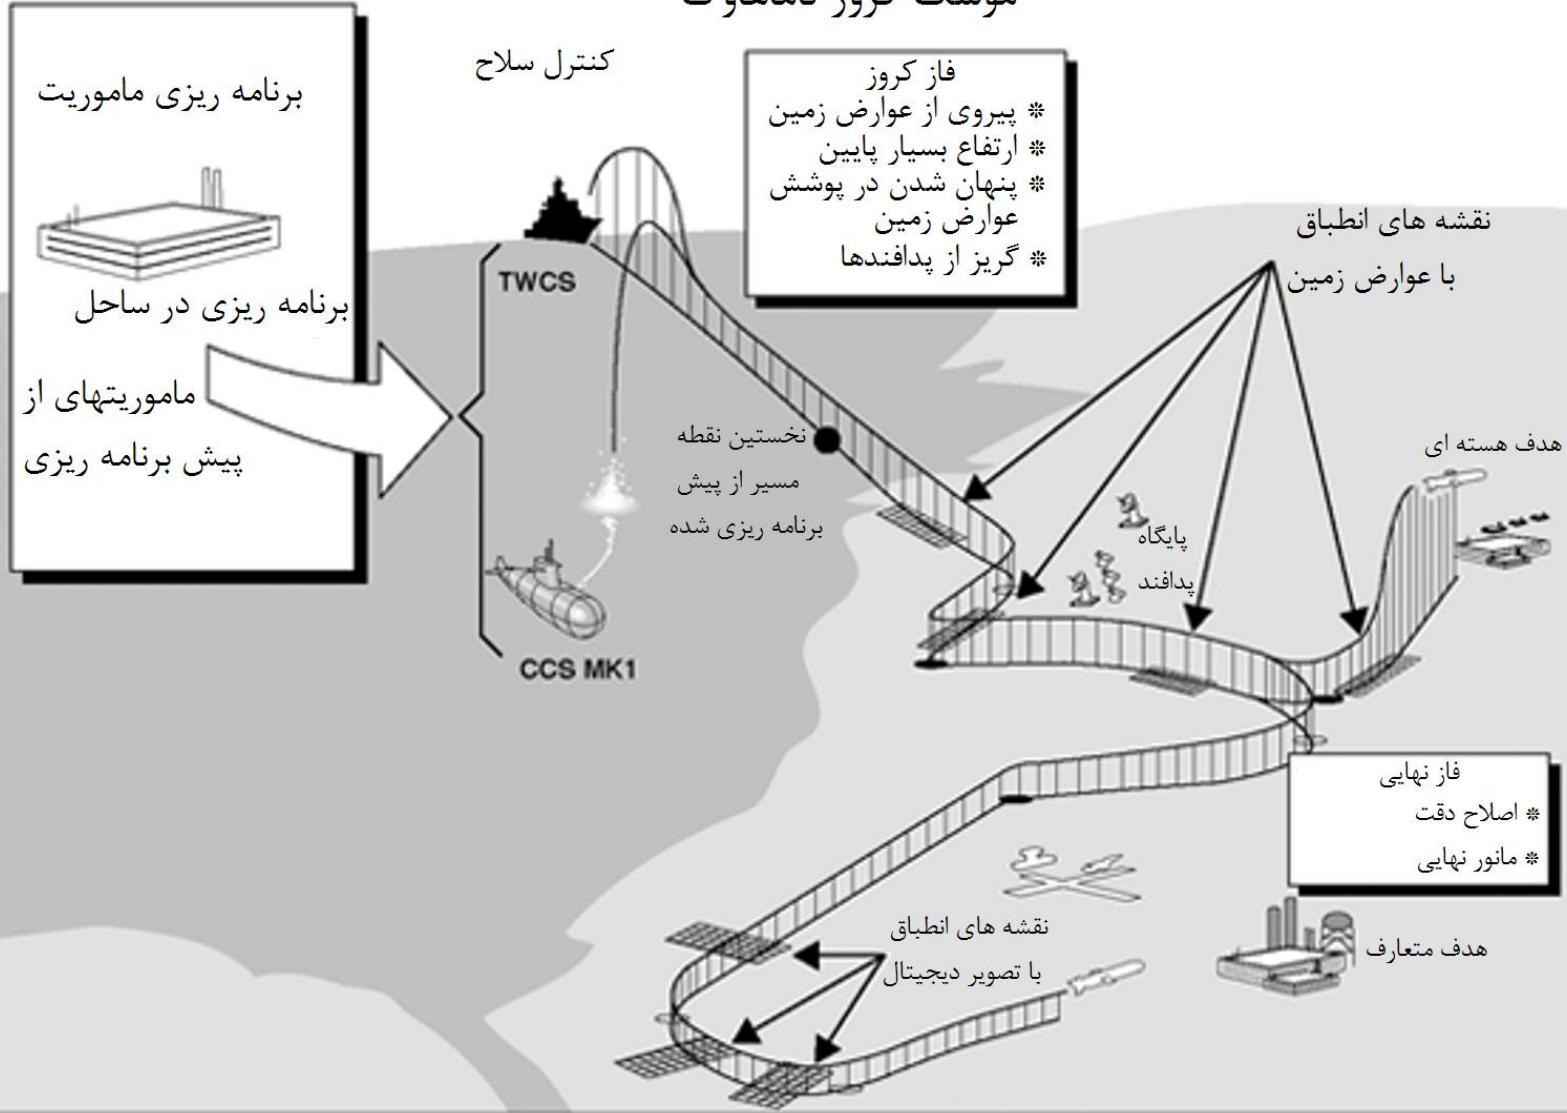 موشک کروز تاماهاوک
برنامه ریزی ماموریت
برنامه ریزی در ساحل
ماموریتهای از
پیش برنامه ریزی
کنترل سلاح
TWCS
CCS MK1
فاز کروز
* پیروی از عوارض زمین
* ارتفاع بسیار پایین
* پنهان شدن در پوشش
عوارض زمین
* گریز از پدافندها
نقشه های انطباق
با عوارض زمین
نخستین نقطه
مسیر از پیش
برنامه ریزی شده
پایگاه
پدافند
هدف هسته ای
فاز نهایی
* اصلاح دقت
* مانور نهایی
نقشه های انطباق
با تصویر دیجیتال
هدف متعارف